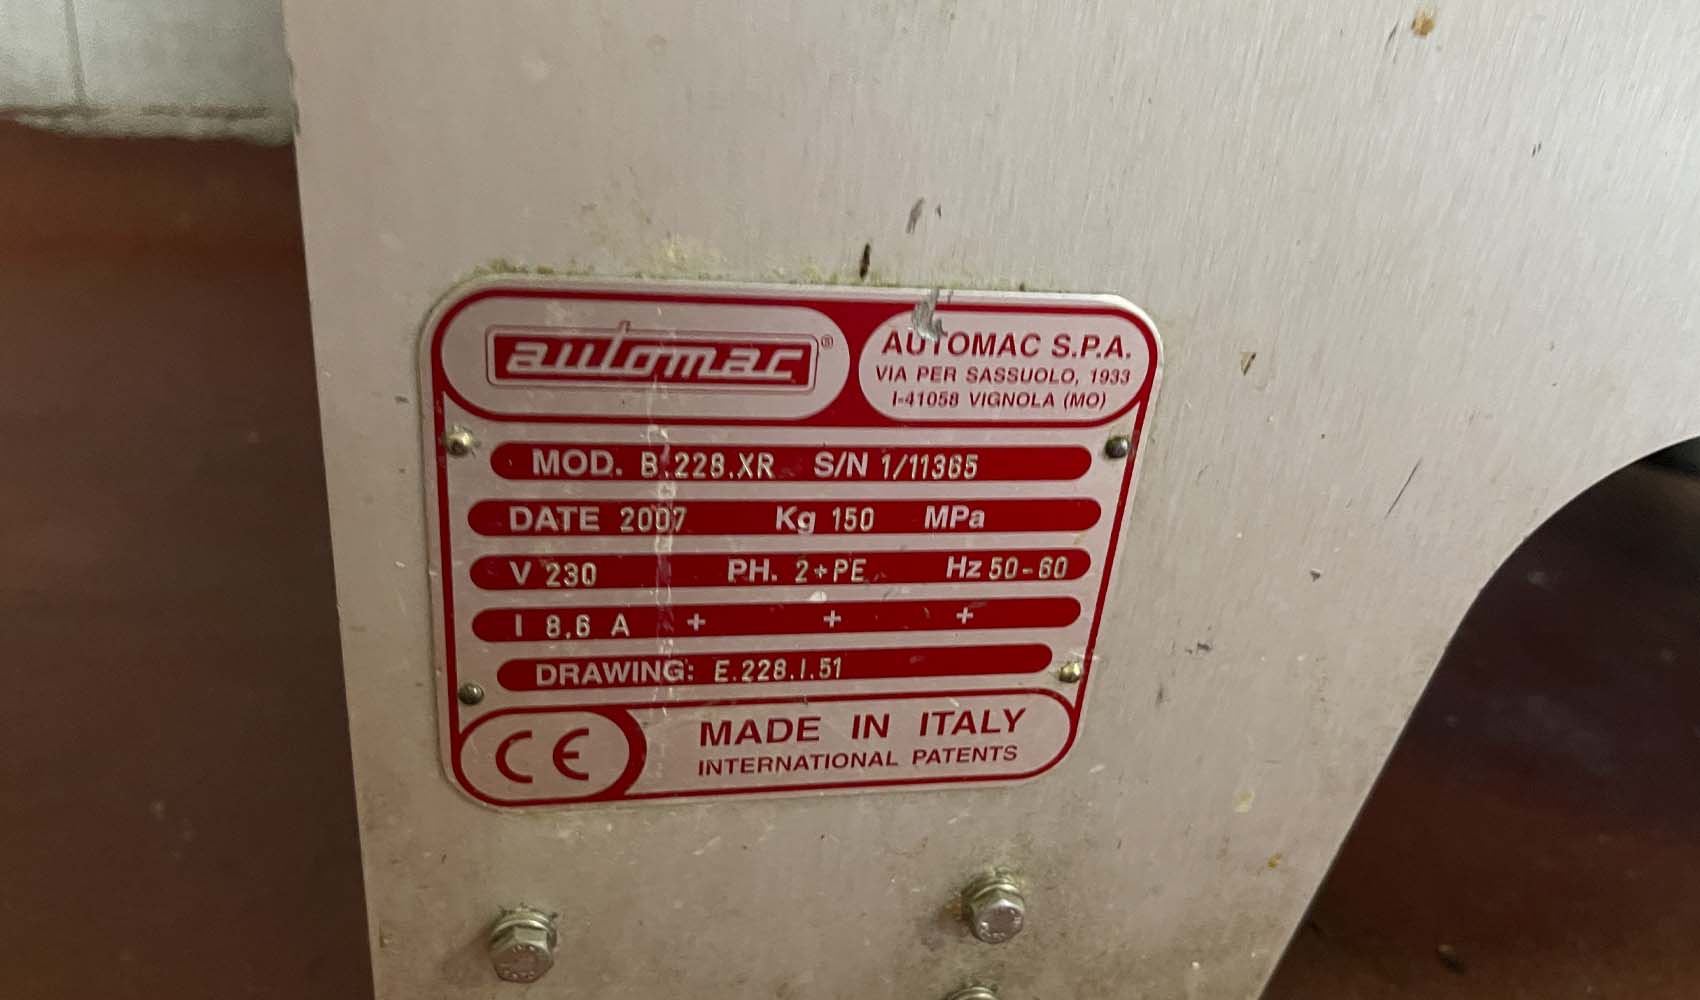 automac®
AUTOMAC S.P.A.
VIA PER SASSUOLO, 1933
I-41058 VIGNOLA (MO)
MOD. B.228.XR S/N 1/11365
DATE 2007 Kg 150 MPa
V 230 PH. 2+PE Hz 50-60
I 8.6 A + + +
DRAWING: E.228.I.51
CE
MADE IN ITALY
INTERNATIONAL PATENTS